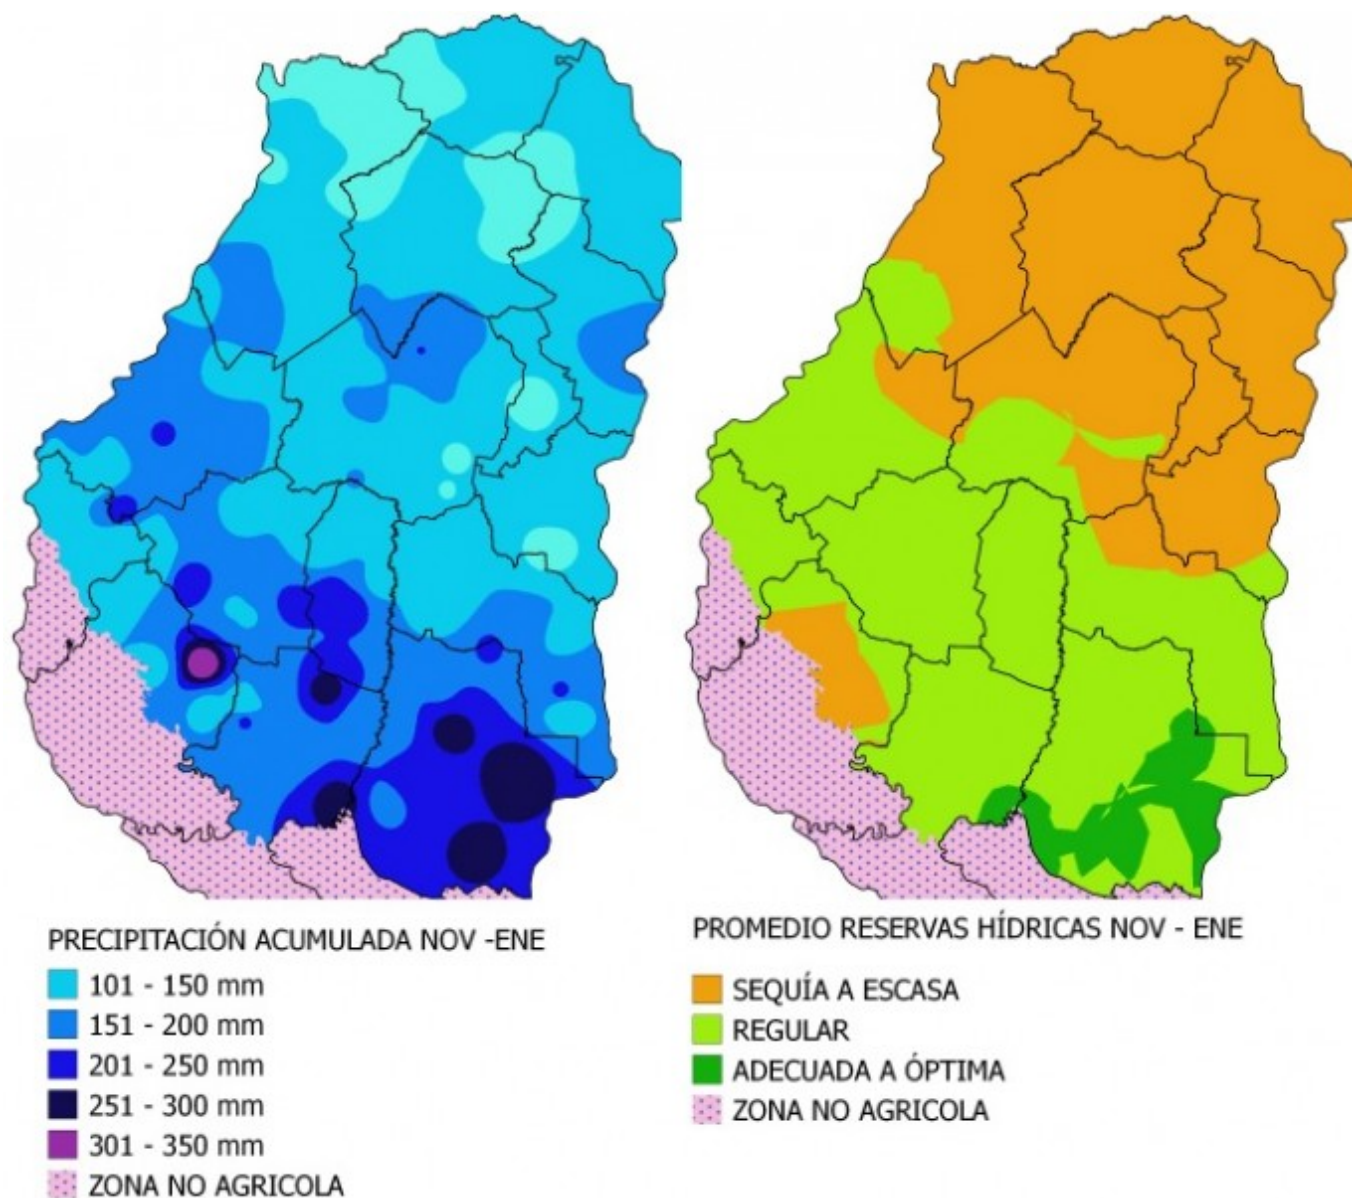 PRECIPITACIÓN ACUMULADA NOV -ENE
101 - 150 mm
151 - 200 mm
201 - 250 mm
251 - 300 mm
301 - 350 mm
ZONA NO AGRICOLA
PROMEDIO RESERVAS HÍDRICAS NOV - ENE
SEQUÍA A ESCASA
REGULAR
ADECUADA A ÓPTIMA
ZONA NO AGRICOLA